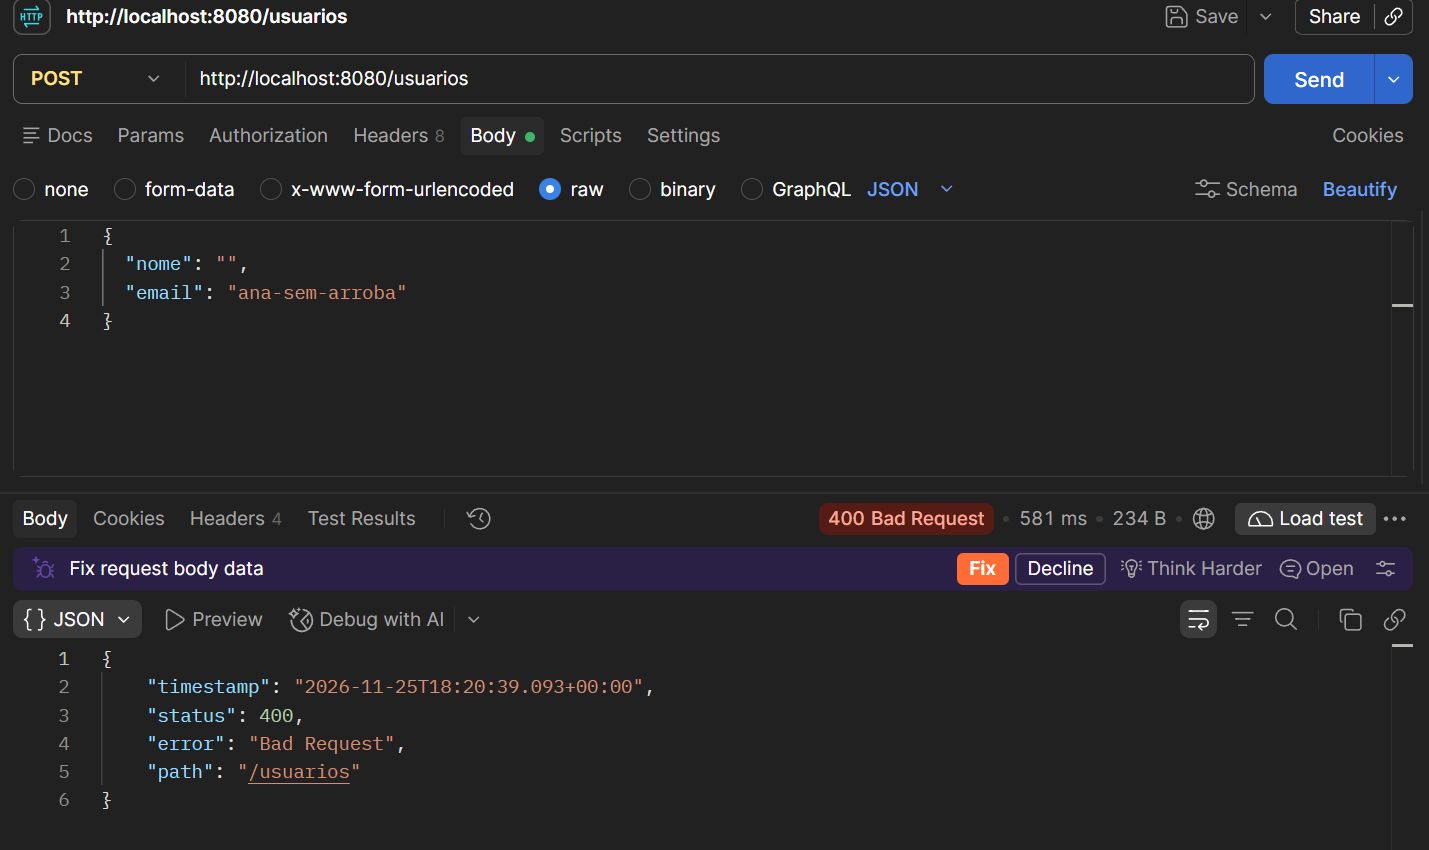 HTTP http://localhost:8080/usuarios Save Share
POST http://localhost:8080/usuarios Send
Docs Params Authorization Headers 8 Body Scripts Settings Cookies
none form-data x-www-form-urlencoded raw binary GraphQL JSON Schema Beautify
1 {
2 "nome": "",
3 "email": "ana-sem-arroba"
4 }
Body Cookies Headers 4 Test Results 400 Bad Request 581 ms 234 B Load test
Fix request body data Fix Decline Think Harder Open
{} JSON Preview Debug with AI
1 {
2 "timestamp": "2026-11-25T18:20:39.093+00:00",
3 "status": 400,
4 "error": "Bad Request",
5 "path": "/usuarios"
6 }